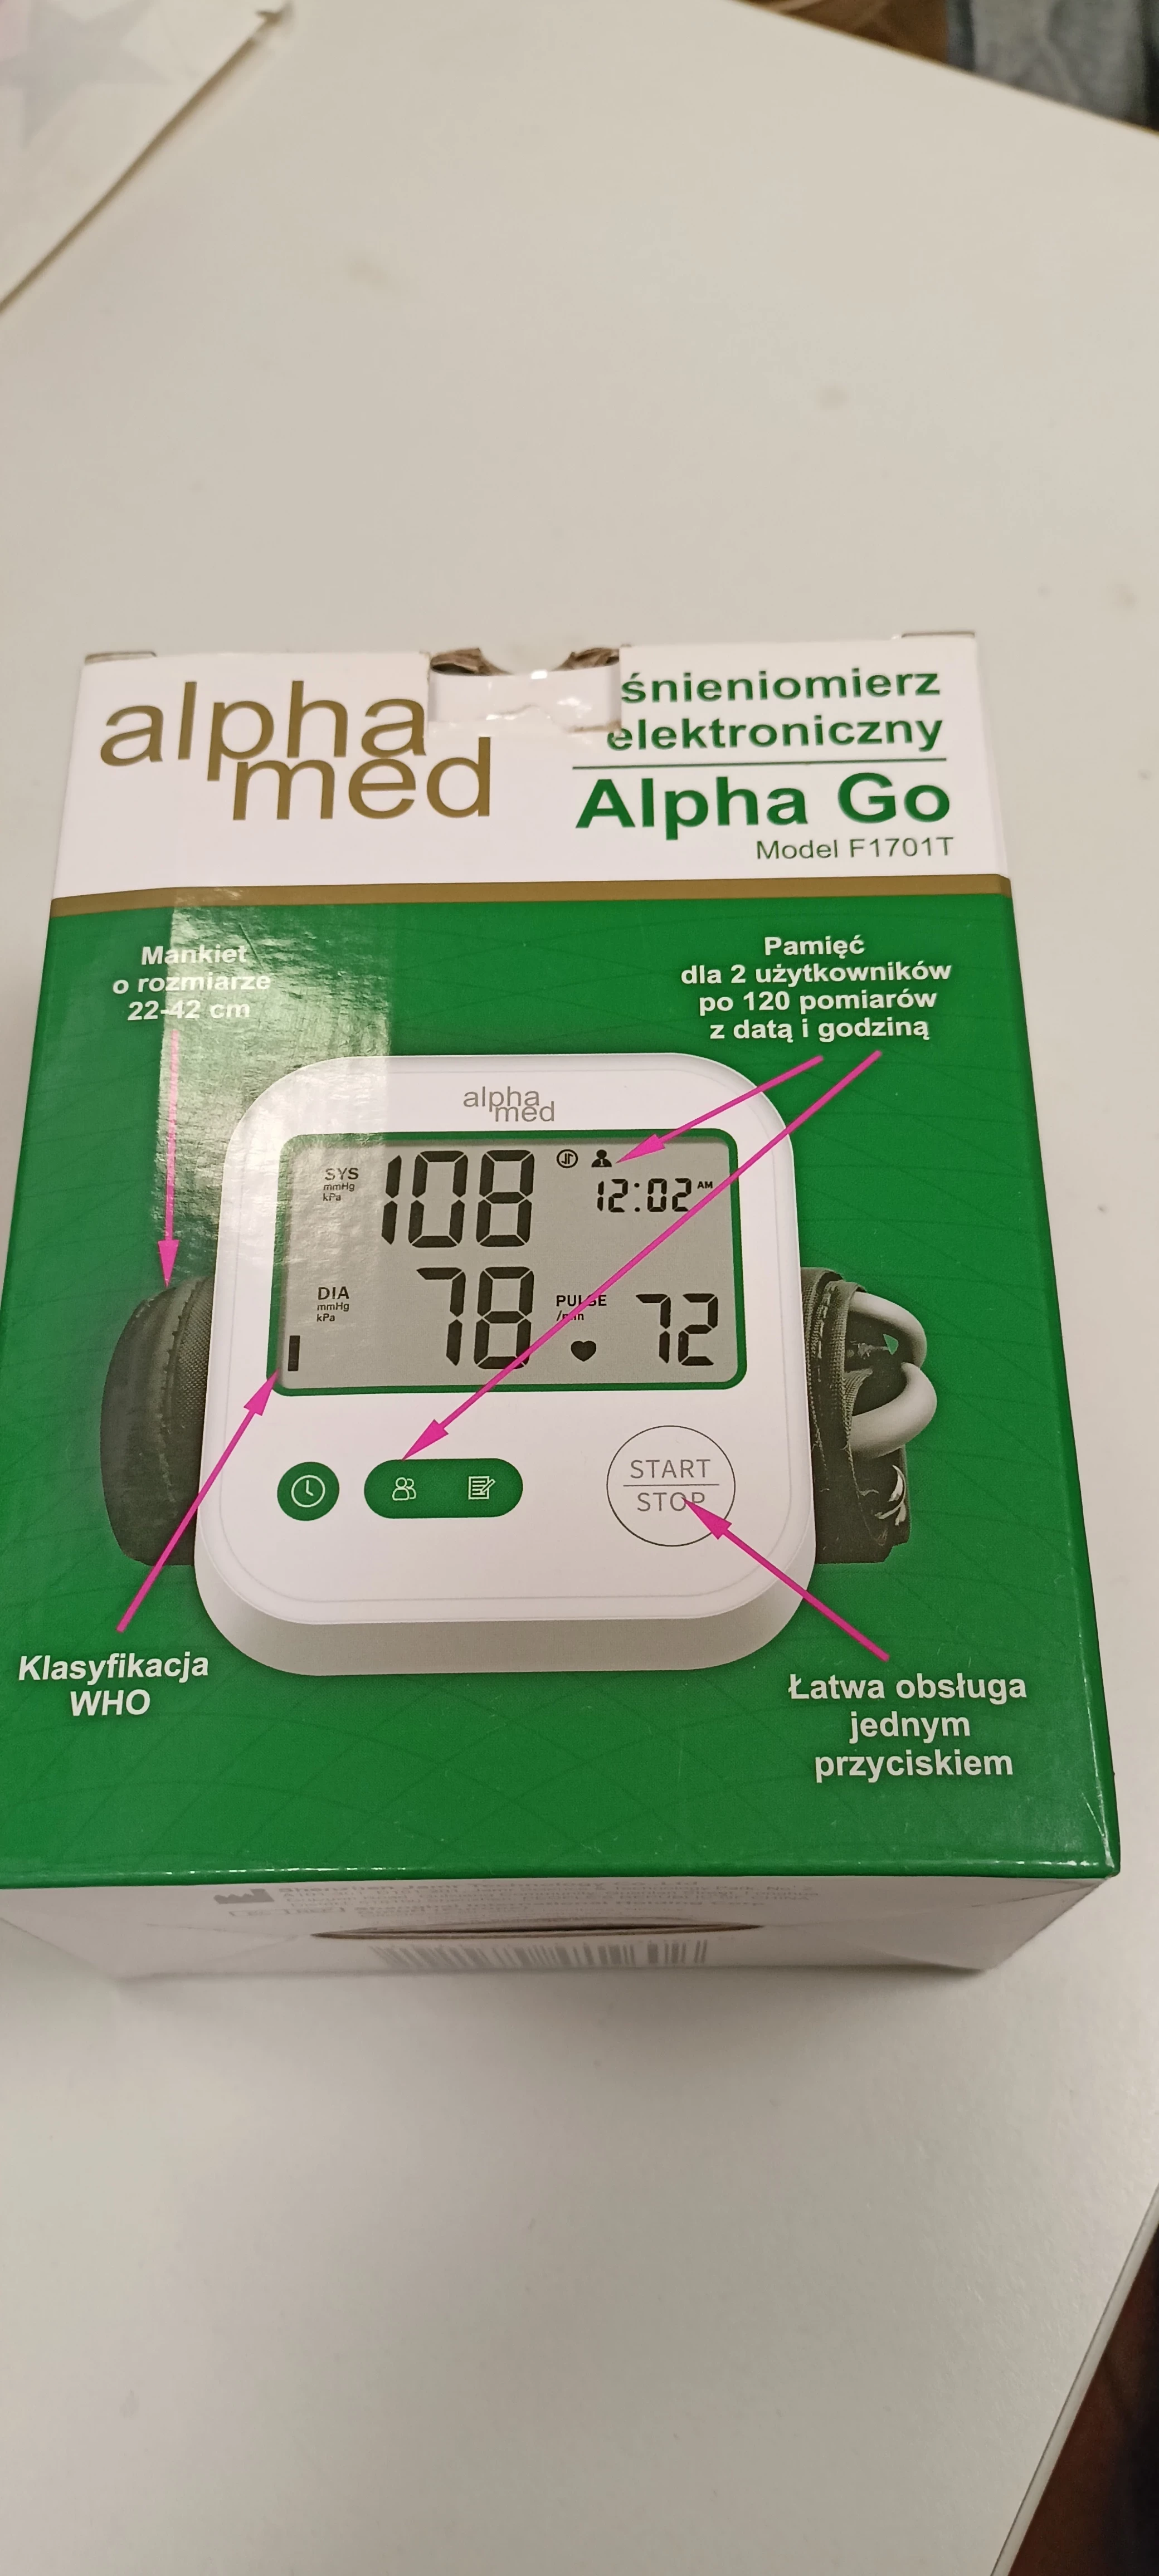 alpha
med
śnieniomierz
elektroniczny
Alpha Go
Model F1701T
Mankiet
o rozmiarze
22-42 cm
Pamięć
dla 2 użytkowników
po 120 pomiarów
z datą i godziną
alpha
med
SYS
mmHg
kPa
108
12:02 AM
DIA
mmHg
kPa
78
PULSE
/min
72
START
STOP
Klasyfikacja
WHO
Łatwa obsługa
jednym
przyciskiem